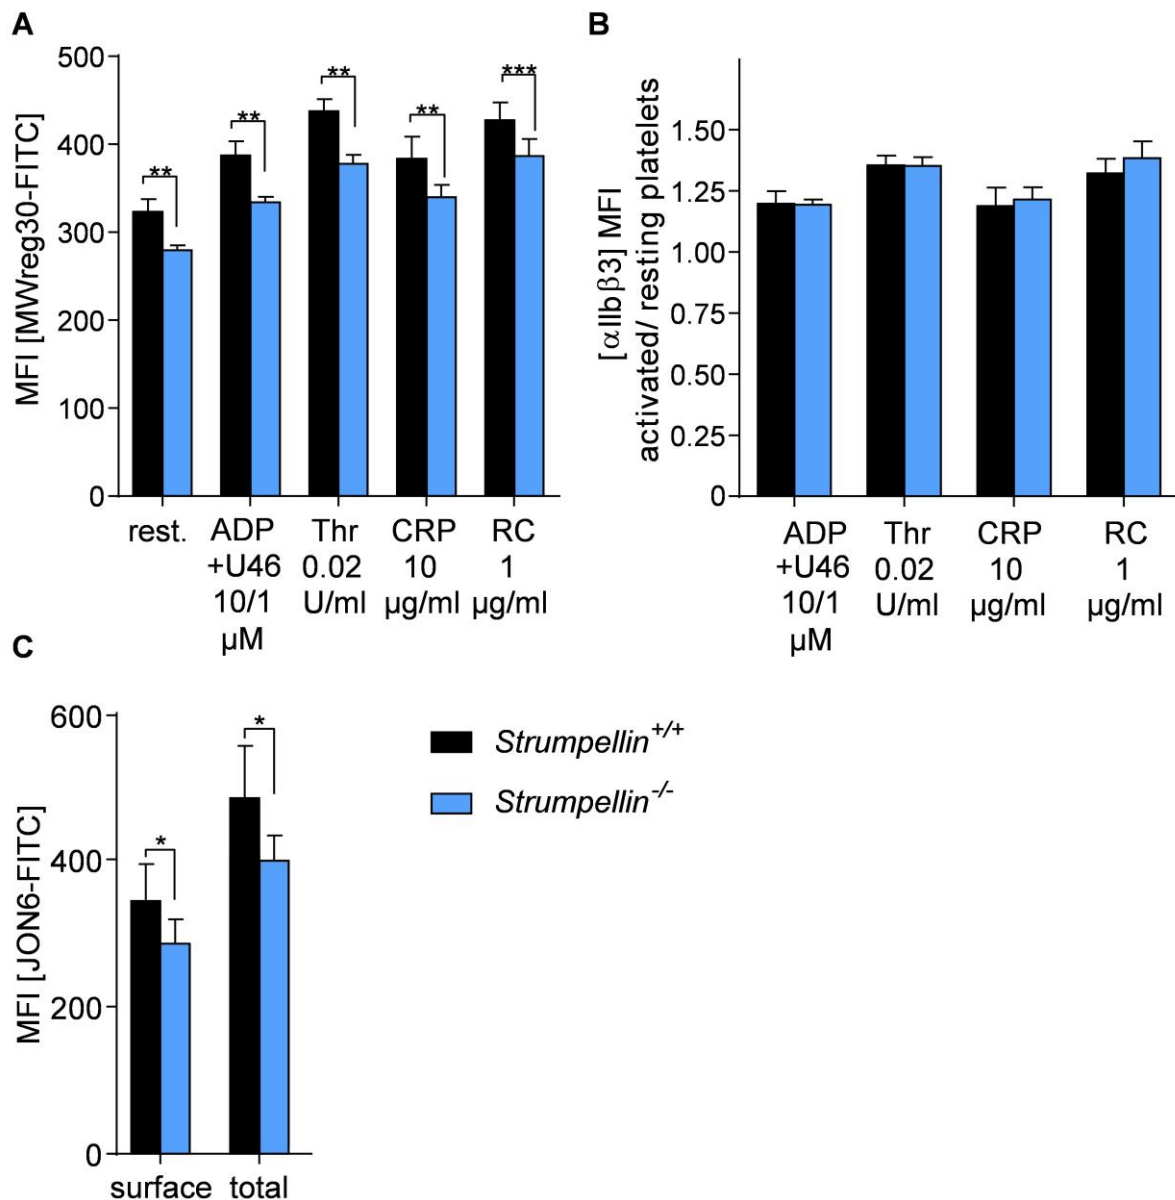 A
500
400
300
200
100
0
MFI [MWreg30-FITC]
**
**
**
**
***
rest. ADP Thr CRP RC
+U46 0.02 10 1
10/1 U/ml µg/ml µg/ml
µM
B
1.50
1.25
1.00
0.75
0.50
0.25
0
[αIIbβ3] MFI
activated/ resting platelets
ADP Thr CRP RC
+U46 0.02 10 1
10/1 U/ml µg/ml µg/ml
µM
C
600
400
200
0
MFI [JON6-FITC]
*
*
surface total
Strumpellin+/+
Strumpellin-/-